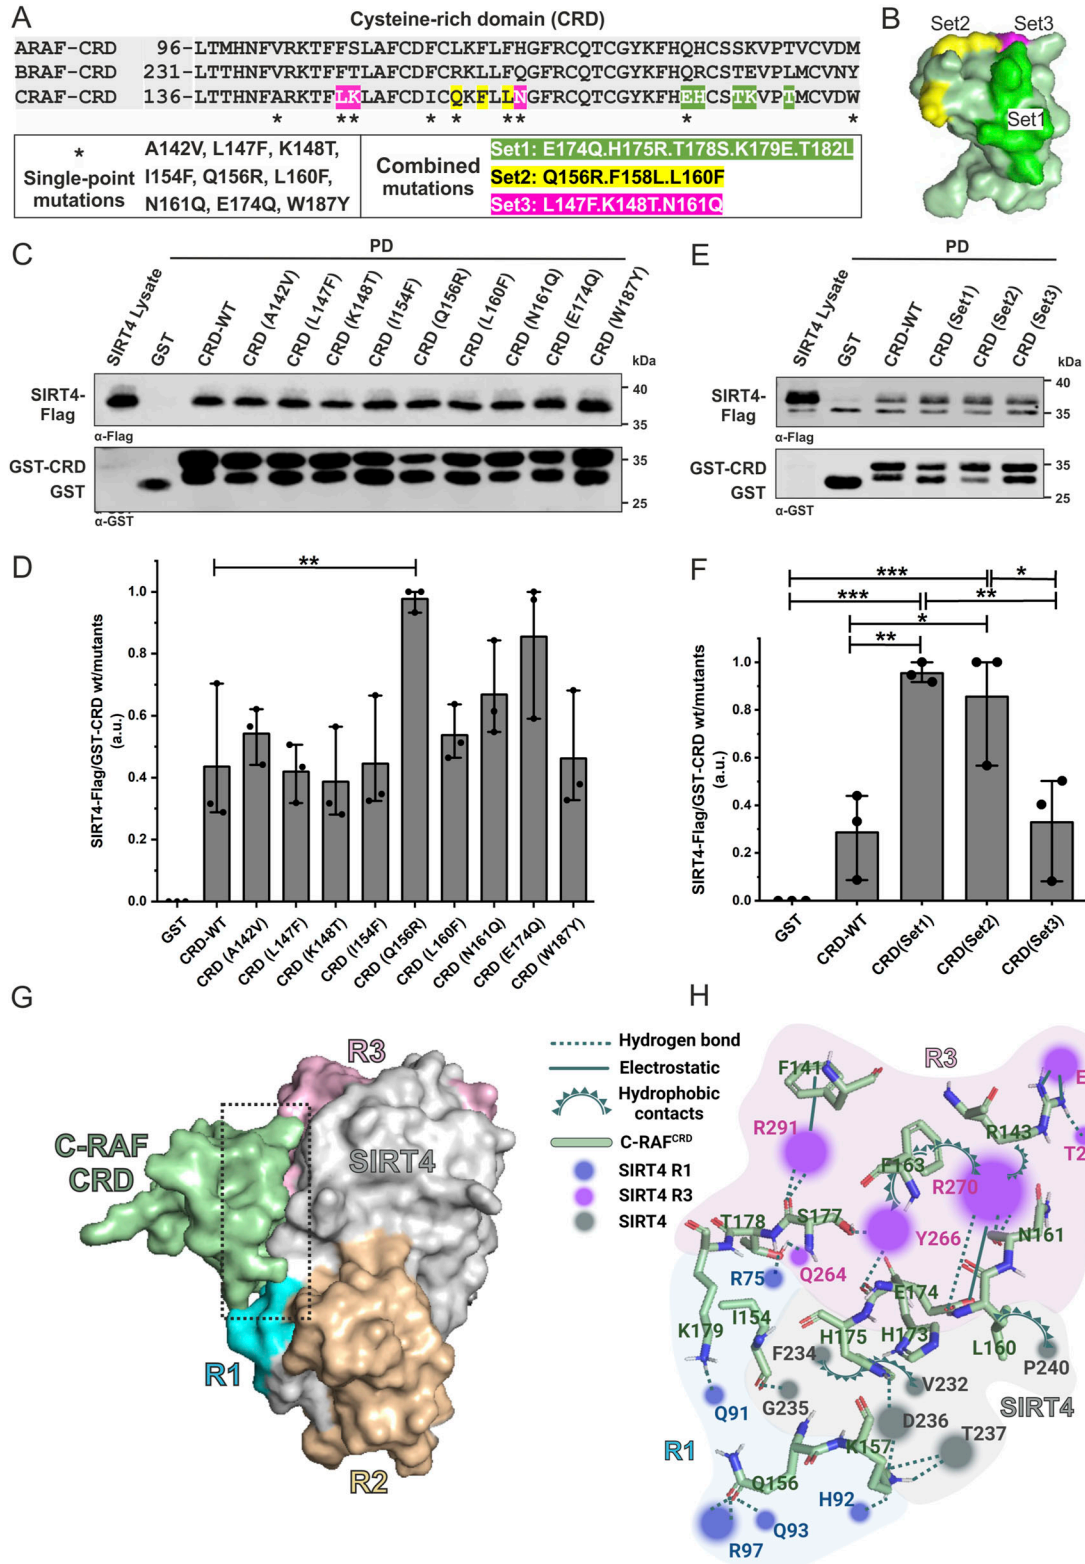 A
Cysteine-rich domain (CRD)
ARAF-CRD 96-LTMHNFVRKTFFSLAFCDFCLKFLFHGFRCQTCGYKFHQHCSSKVPTVCVDM
BRAF-CRD 231-LTTHNFVRKTFFTLAFCDFCRKLLFQGFRCQTCGYKFHQRCSTEVPLMCVNY
CRAF-CRD 136-LTTHNFARKTFLKLAFCDICQKFLLNGFRCQTCGYKFHEHCSTKVPTMCVDW
* ** * * ** * *
*
Single-point
mutations
A142V, L147F, K148T,
I154F, Q156R, L160F,
N161Q, E174Q, W187Y
Combined
mutations
Set1: E174Q.H175R.T178S.K179E.T182L
Set2: Q156R.F158L.L160F
Set3: L147F.K148T.N161Q
B
Set2
Set3
Set1
C
PD
SIRT4 Lysate
GST
CRD-WT
CRD (A142V)
CRD (L147F)
CRD (K148T)
CRD (I154F)
CRD (Q156R)
CRD (L160F)
CRD (N161Q)
CRD (E174Q)
CRD (W187Y)
kDa
SIRT4-
Flag
40
35
α-Flag
GST-CRD
GST
35
25
α-GST
E
PD
SIRT4 Lysate
GST
CRD-WT
CRD (Set1)
CRD (Set2)
CRD (Set3)
kDa
SIRT4-
Flag
40
35
α-Flag
GST-CRD
GST
35
25
α-GST
D
SIRT4-Flag/GST-CRD wt/mutants
(a.u.)
1.0
0.8
0.6
0.4
0.2
0.0
**
GST
CRD-WT
CRD (A142V)
CRD (L147F)
CRD (K148T)
CRD (I154F)
CRD (Q156R)
CRD (L160F)
CRD (N161Q)
CRD (E174Q)
CRD (W187Y)
F
SIRT4-Flag/GST-CRD wt/mutants
(a.u.)
*** *
*** **
*
**
1.0
0.8
0.6
0.4
0.2
0.0
GST
CRD-WT
CRD(Set1)
CRD(Set2)
CRD(Set3)
G
R3
C-RAF
CRD
SIRT4
R1
R2
Hydrogen bond
Electrostatic
Hydrophobic
contacts
C-RAFCRD
SIRT4 R1
SIRT4 R3
SIRT4
H
F141
R3
E
R291
R143
T2
F163
R270
T178
S177
N161
Y266
R75
Q264
E174
K179
I154
H175
H173
L160
F234
P240
V232
Q91
G235
SIRT4
D236
T237
R1
K157
Q156
H92
Q93
R97